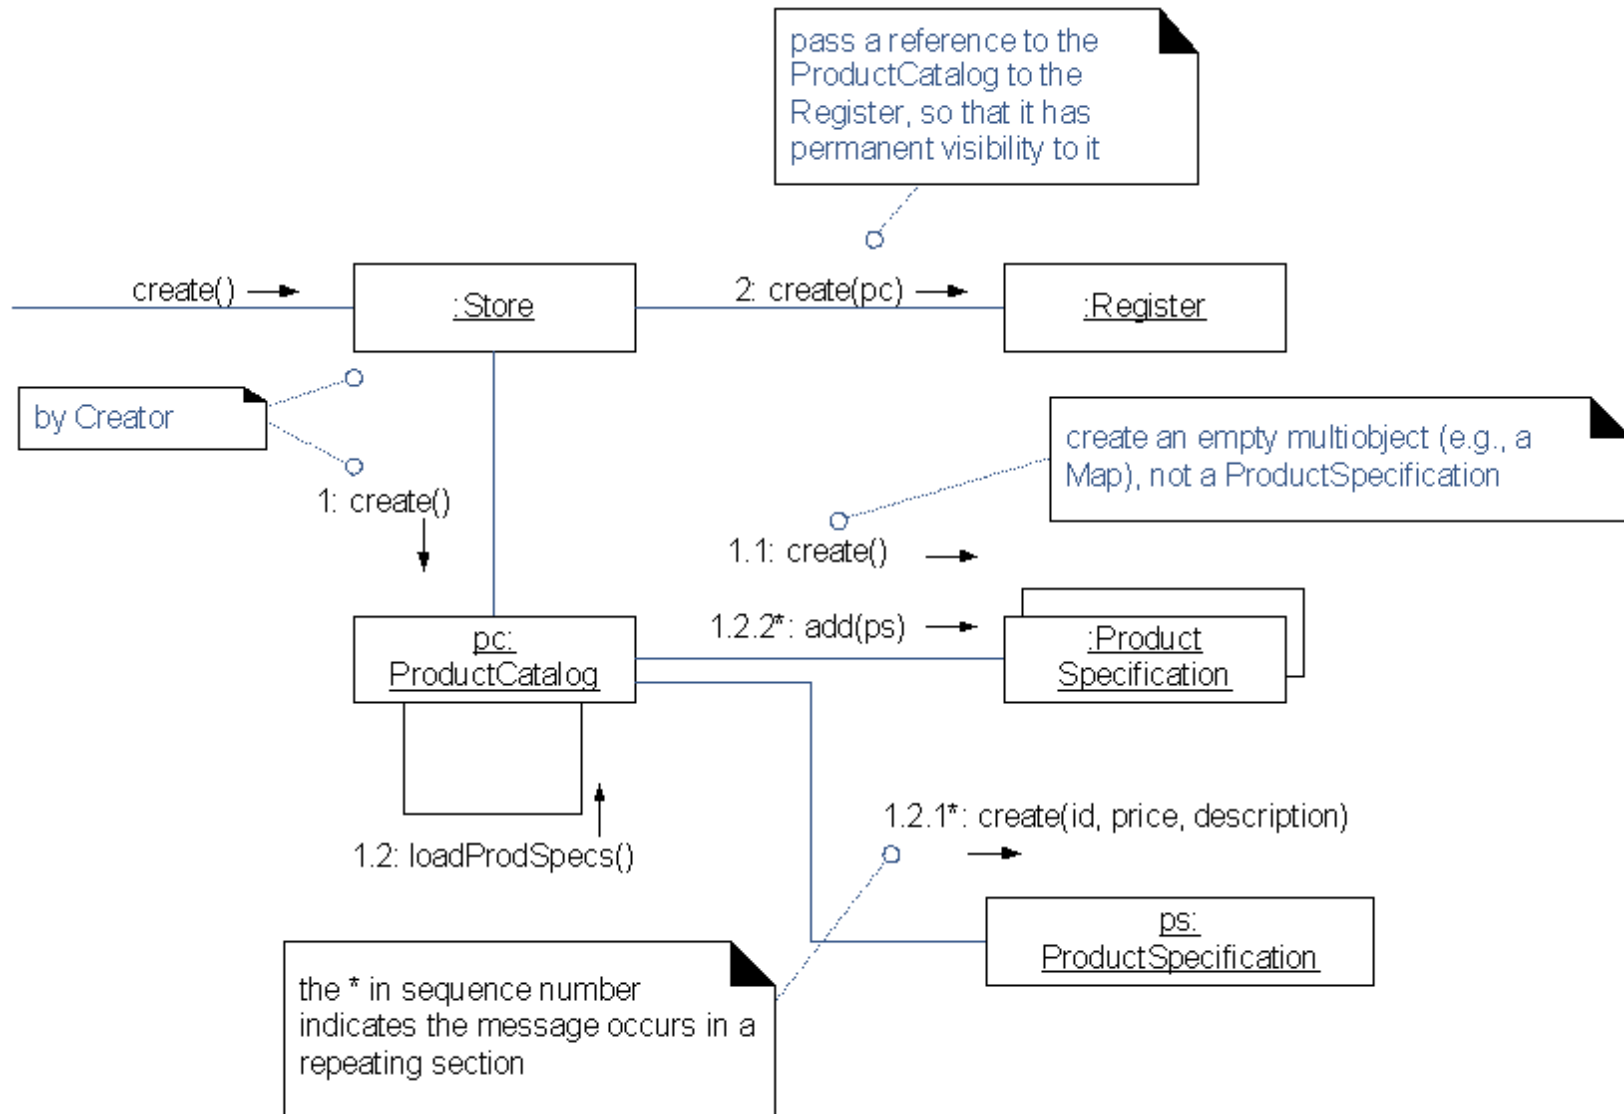 pass a reference to the
ProductCatalog to the
Register, so that it has
permanent visibility to it
create()
:Store
2: create(pc)
:Register
by Creator
create an empty multiobject (e.g., a
Map), not a ProductSpecification
1: create()
1.1: create()
1.2.2*: add(ps)
pc:
ProductCatalog
:Product
Specification
1.2.1*: create(id, price, description)
1.2: loadProdSpecs()
ps:
ProductSpecification
the * in sequence number
indicates the message occurs in a
repeating section